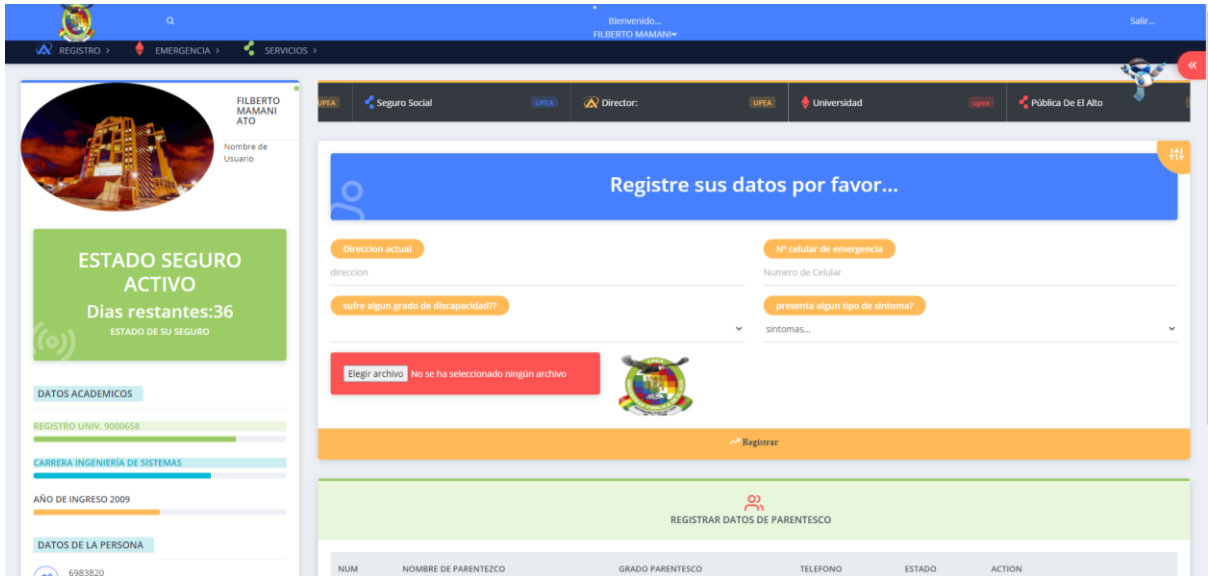 Bienvenido...
FILBERTO MAMANI
Salir...
REGISTRO >
EMERGENCIA >
SERVICIOS >
FILBERTO
MAMANI
ATO
Nombre de
Usuario
ESTADO SEGURO
ACTIVO
Dias restantes:36
ESTADO DE SU SEGURO
DATOS ACADEMICOS
REGISTRO UNIV. 9000658
CARRERA INGENIERÍA DE SISTEMAS
AÑO DE INGRESO 2009
DATOS DE LA PERSONA
6983820
UPEA Seguro Social UPEA Director: UPEA Universidad upea Pública De El Alto
Registre sus datos por favor...
Direccion actual
direccion
Nº celular de emergencia
Numero de Celular
sufre algun grado de discapacidad??
presenta algun tipo de sintoma?
sintomas...
Elegir archivo No se ha seleccionado ningún archivo
Registrar
REGISTRAR DATOS DE PARENTESCO
NUM NOMBRE DE PARENTEZCO GRADO PARENTESCO TELEFONO ESTADO ACTION